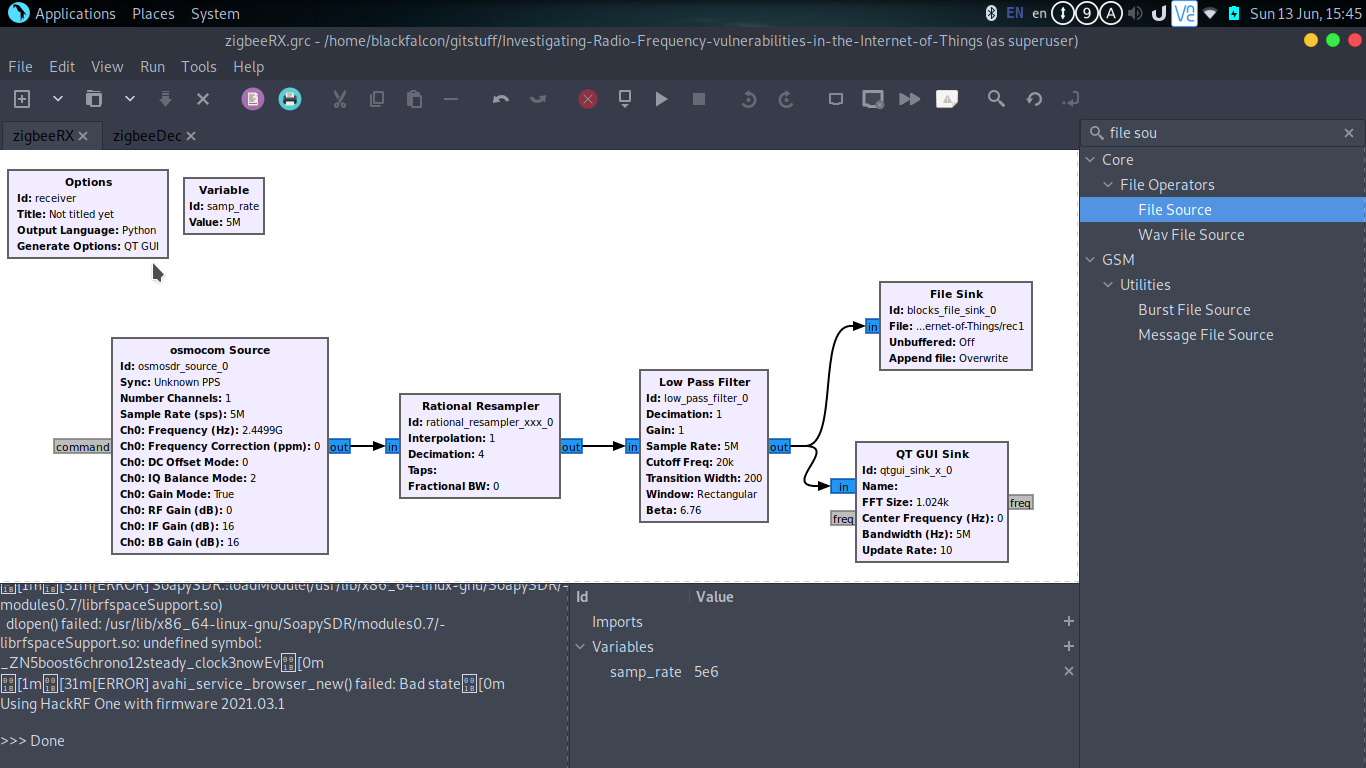 Applications Places System
EN en 9 A Sun 13 Jun, 15:45
zigbeeRX.grc - /home/blackfalcon/gitstuff/Investigating-Radio-Frequency-vulnerabilities-in-the-Internet-of-Things (as superuser)
File Edit View Run Tools Help
zigbeeRX zigbeeDec
file sou
Core
File Operators
File Source
Wav File Source
GSM
Utilities
Burst File Source
Message File Source
Options
Id: receiver
Title: Not titled yet
Output Language: Python
Generate Options: QT GUI
Variable
Id: samp_rate
Value: 5M
osmocom Source
Id: osmosdr_source_0
Sync: Unknown PPS
Number Channels: 1
Sample Rate (sps): 5M
Ch0: Frequency (Hz): 2.4499G
Ch0: Frequency Correction (ppm): 0
Ch0: DC Offset Mode: 0
Ch0: IQ Balance Mode: 2
Ch0: Gain Mode: True
Ch0: RF Gain (dB): 0
Ch0: IF Gain (dB): 16
Ch0: BB Gain (dB): 16
command
out
in
Rational Resampler
Id: rational_resampler_xxx_0
Interpolation: 1
Decimation: 4
Taps:
Fractional BW: 0
out
in
Low Pass Filter
Id: low_pass_filter_0
Decimation: 1
Gain: 1
Sample Rate: 5M
Cutoff Freq: 20k
Transition Width: 200
Window: Rectangular
Beta: 6.76
out
in
File Sink
Id: blocks_file_sink_0
File: ...ernet-of-Things/rec1
Unbuffered: Off
Append file: Overwrite
in
freq
QT GUI Sink
Id: qtgui_sink_x_0
Name:
FFT Size: 1.024k
Center Frequency (Hz): 0
Bandwidth (Hz): 5M
Update Rate: 10
freq
[1m[31m[ERROR] SoapySDR::loadModule(/usr/lib/x86_64-linux-gnu/SoapySDR/-
modules0.7/librfspaceSupport.so)
dlopen() failed: /usr/lib/x86_64-linux-gnu/SoapySDR/modules0.7/-
librfspaceSupport.so: undefined symbol:
_ZN5boost6chrono12steady_clock3nowEv[0m
[1m[31m[ERROR] avahi_service_browser_new() failed: Bad state[0m
Using HackRF One with firmware 2021.03.1
>>> Done
Id Value
Imports
Variables
samp_rate 5e6